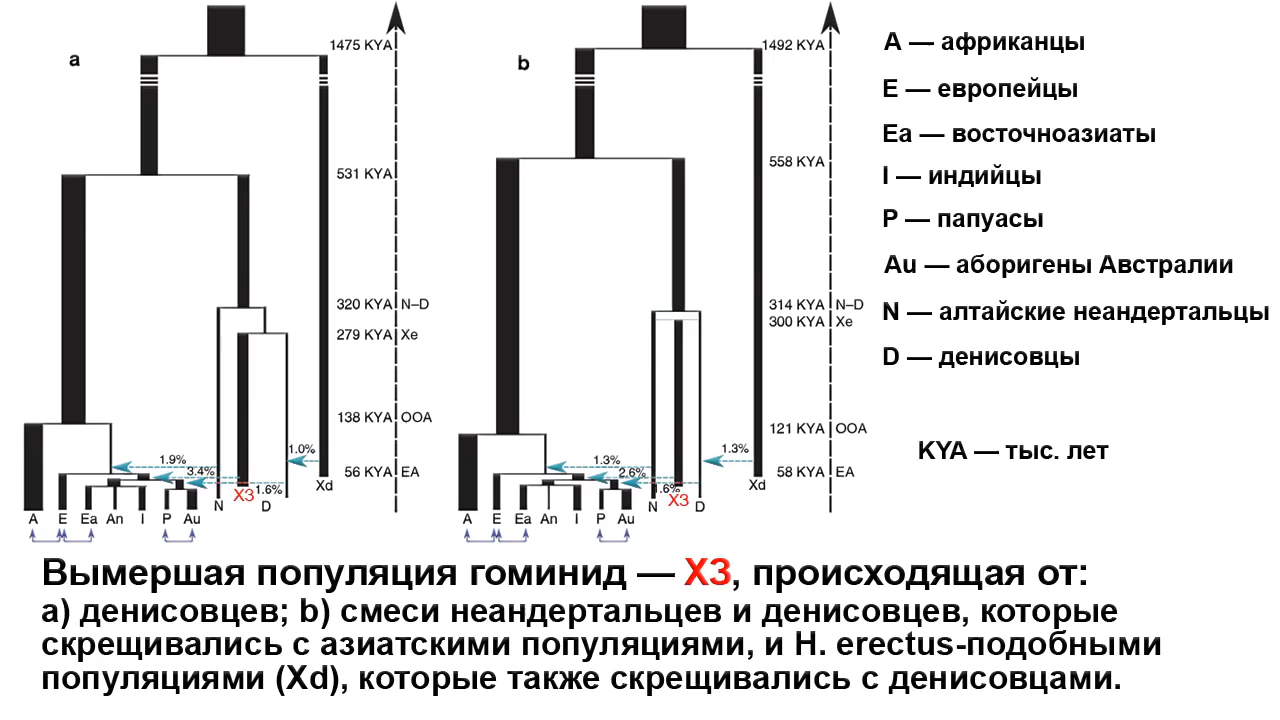 a
1475 KYA
531 KYA
320 KYA N–D
279 KYA Xe
138 KYA OOA
56 KYA EA
1.9%
3.4%
1.0%
1.6%
A E Ea An I P Au N X3 D Xd
b
1492 KYA
558 KYA
314 KYA N–D
300 KYA Xe
121 KYA OOA
58 KYA EA
1.3%
2.6%
1.3%
1.6%
A E Ea An I P Au N X3 D Xd
A — африканцы
E — европейцы
Ea — восточноазиаты
I — индийцы
P — папуасы
Au — аборигены Австралии
N — алтайские неандертальцы
D — денисовцы
KYA — тыс. лет
Вымершая популяция гоминид — X3, происходящая от:
a) денисовцев; b) смеси неандертальцев и денисовцев, которые
скрещивались с азиатскими популяциями, и H. erectus-подобными
популяциями (Xd), которые также скрещивались с денисовцами.